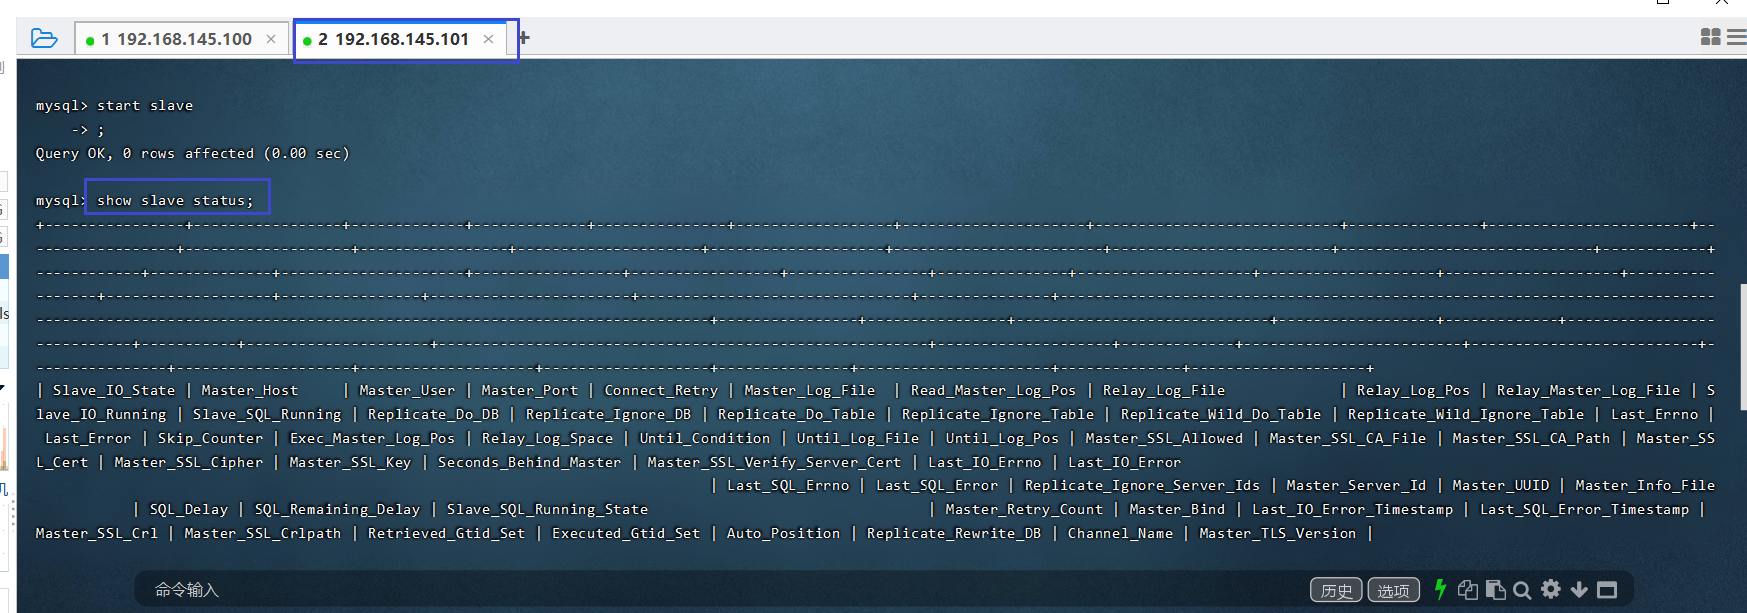 1 192.168.145.100 ×
2 192.168.145.101 × +
mysql> start slave
-> ;
Query OK, 0 rows affected (0.00 sec)
mysql> show slave status;
| Slave_IO_State | Master_Host | Master_User | Master_Port | Connect_Retry | Master_Log_File | Read_Master_Log_Pos | Relay_Log_File | Relay_Log_Pos | Relay_Master_Log_File | S
lave_IO_Running | Slave_SQL_Running | Replicate_Do_DB | Replicate_Ignore_DB | Replicate_Do_Table | Replicate_Ignore_Table | Replicate_Wild_Do_Table | Replicate_Wild_Ignore_Table | Last_Errno |
Last_Error | Skip_Counter | Exec_Master_Log_Pos | Relay_Log_Space | Until_Condition | Until_Log_File | Until_Log_Pos | Master_SSL_Allowed | Master_SSL_CA_File | Master_SSL_CA_Path | Master_SS
L_Cert | Master_SSL_Cipher | Master_SSL_Key | Seconds_Behind_Master | Master_SSL_Verify_Server_Cert | Last_IO_Errno | Last_IO_Error
| Last_SQL_Errno | Last_SQL_Error | Replicate_Ignore_Server_Ids | Master_Server_Id | Master_UUID | Master_Info_File
| SQL_Delay | SQL_Remaining_Delay | Slave_SQL_Running_State | Master_Retry_Count | Master_Bind | Last_IO_Error_Timestamp | Last_SQL_Error_Timestamp |
Master_SSL_Crl | Master_SSL_Crlpath | Retrieved_Gtid_Set | Executed_Gtid_Set | Auto_Position | Replicate_Rewrite_DB | Channel_Name | Master_TLS_Version |
命令输入
历史 选项